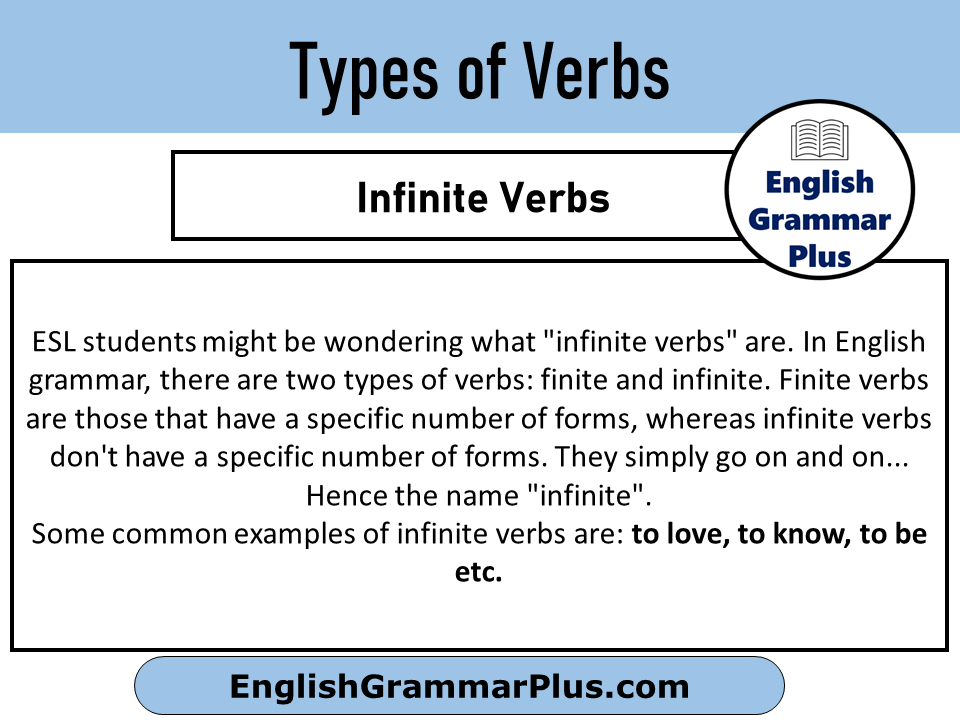 Types of Verbs
Infinite Verbs
English
Grammar
Plus
ESL students might be wondering what "infinite verbs" are. In English
grammar, there are two types of verbs: finite and infinite. Finite verbs
are those that have a specific number of forms, whereas infinite verbs
don't have a specific number of forms. They simply go on and on...
Hence the name "infinite".
Some common examples of infinite verbs are: to love, to know, to be
etc.
EnglishGrammarPlus.com